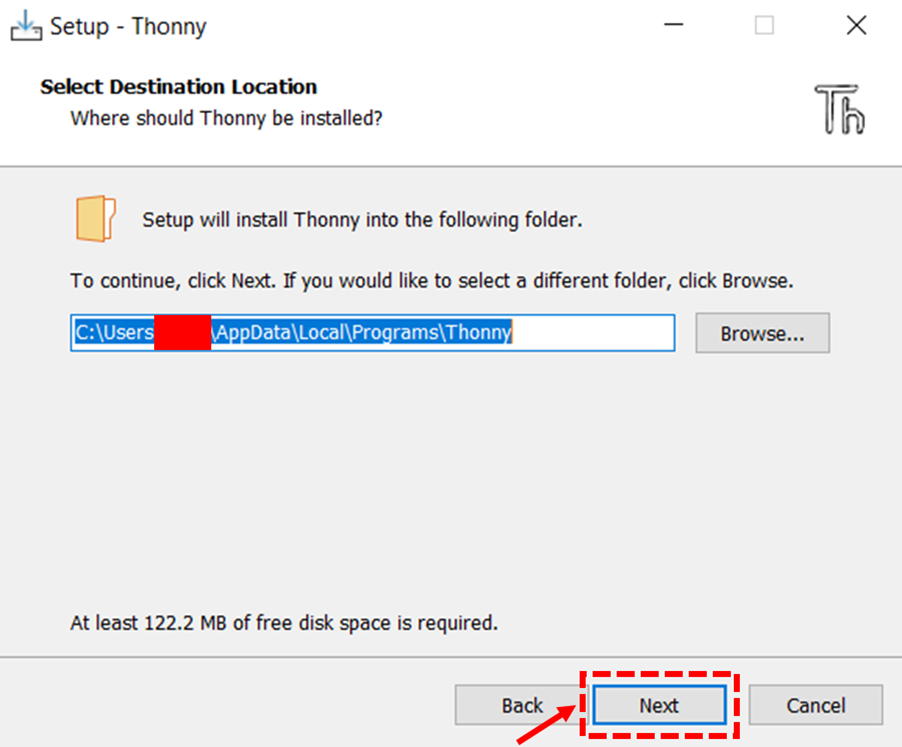 Setup - Thonny
Select Destination Location
Where should Thonny be installed?
Th
Setup will install Thonny into the following folder.
To continue, click Next. If you would like to select a different folder, click Browse.
C:\Users \AppData\Local\Programs\Thonny
Browse...
At least 122.2 MB of free disk space is required.
Back
Next
Cancel